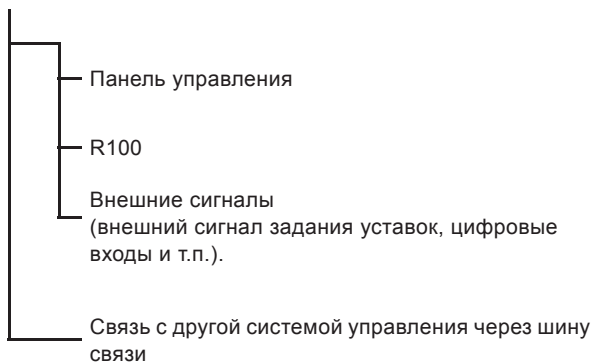 Панель управления
R100
Внешние сигналы
(внешний сигнал задания уставок, цифровые
входы и т.п.).
Связь с другой системой управления через шину
связи